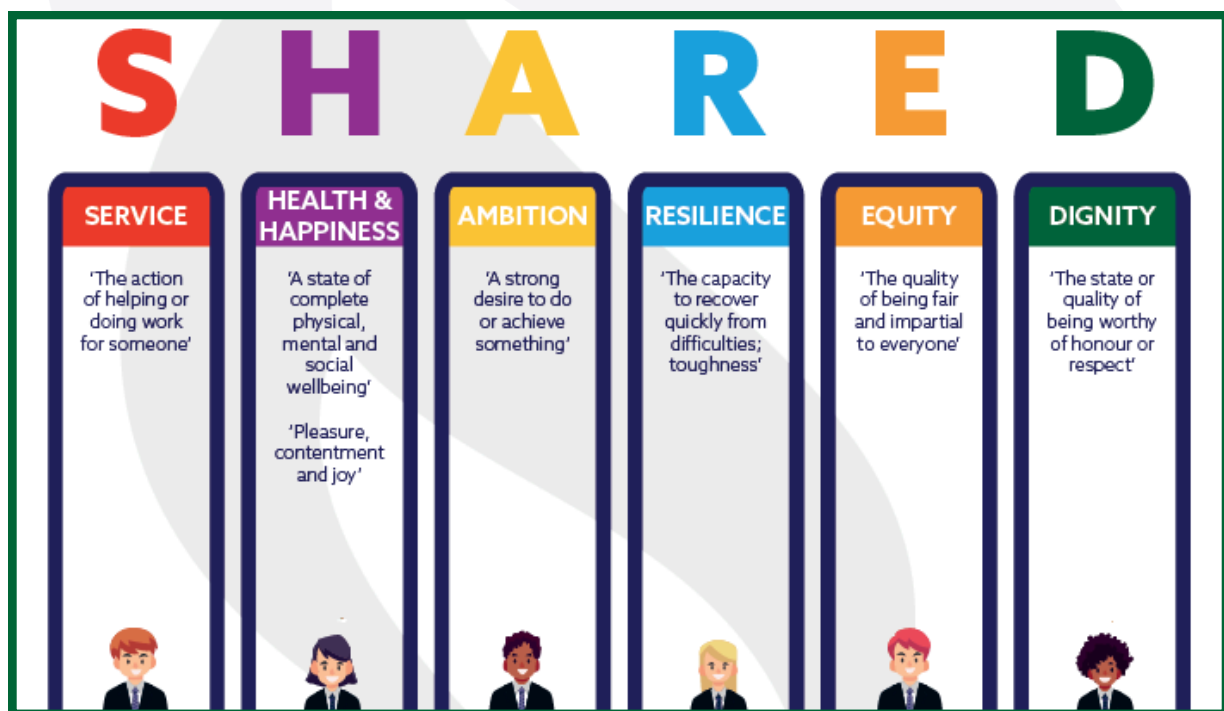 SHARED
SERVICE
'The action
of helping or
doing work
for someone'
HEALTH &
HAPPINESS
'A state of
complete
physical,
mental and
social
wellbeing'
'Pleasure,
contentment
and joy'
AMBITION
'A strong
desire to do
or achieve
something'
RESILIENCE
'The capacity
to recover
quickly from
difficulties;
toughness'
EQUITY
'The quality
of being fair
and impartial
to everyone'
DIGNITY
'The state or
quality of
being worthy
of honour or
respect'